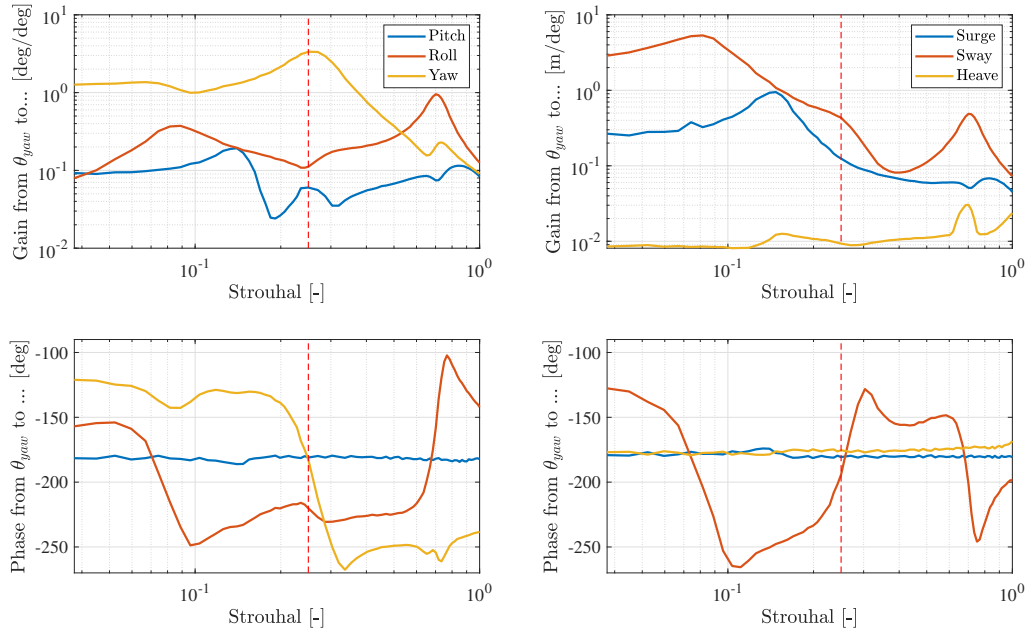 Gain from θyaw to... [deg/deg]
10^1
10^0
10^-1
10^-2
Pitch
Roll
Yaw
10^-1
10^0
Strouhal [-]
Gain from θyaw to... [m/deg]
10^1
10^0
10^-1
10^-2
Surge
Sway
Heave
10^-1
10^0
Strouhal [-]
Phase from θyaw to ... [deg]
-100
-150
-200
-250
10^-1
10^0
Strouhal [-]
Phase from θyaw to ... [deg]
-100
-150
-200
-250
10^-1
10^0
Strouhal [-]